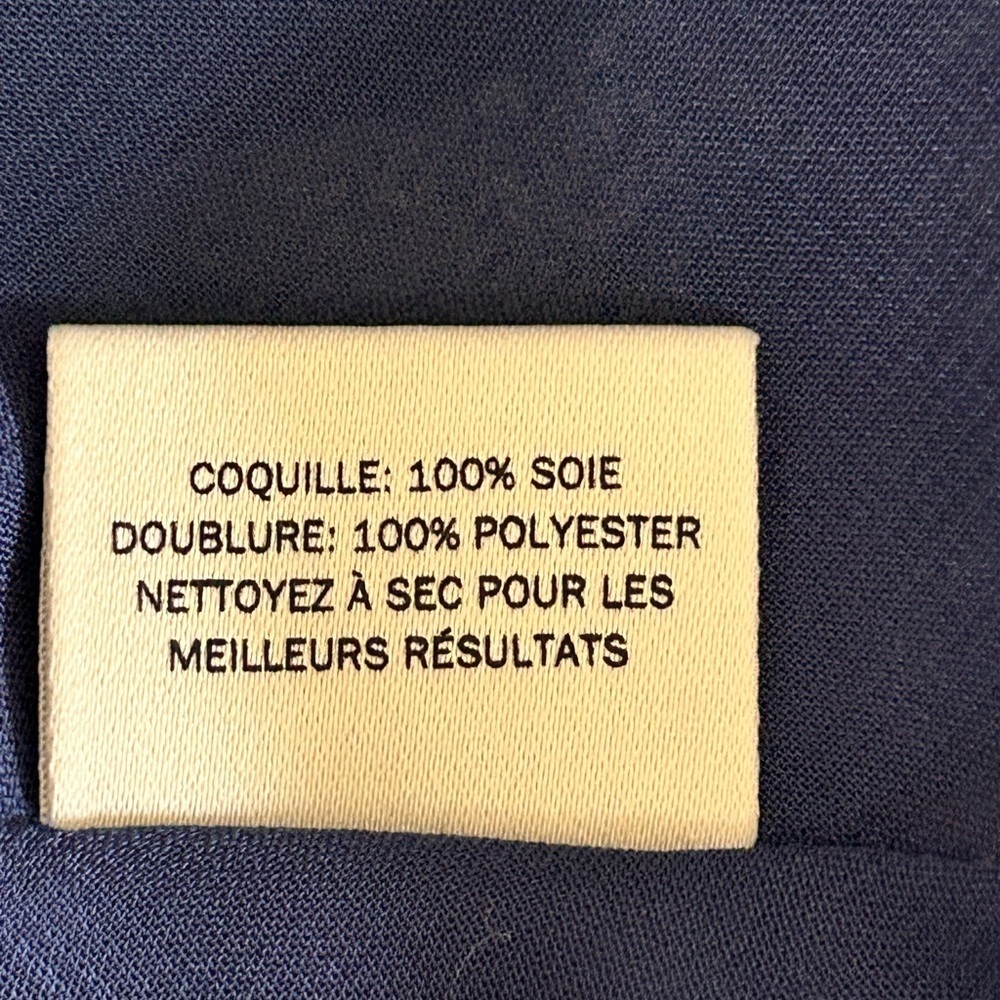 COQUILLE: 100% SOIE
DOUBLURE: 100% POLYESTER
NETTOYEZ À SEC POUR LES
MEILLEURS RÉSULTATS